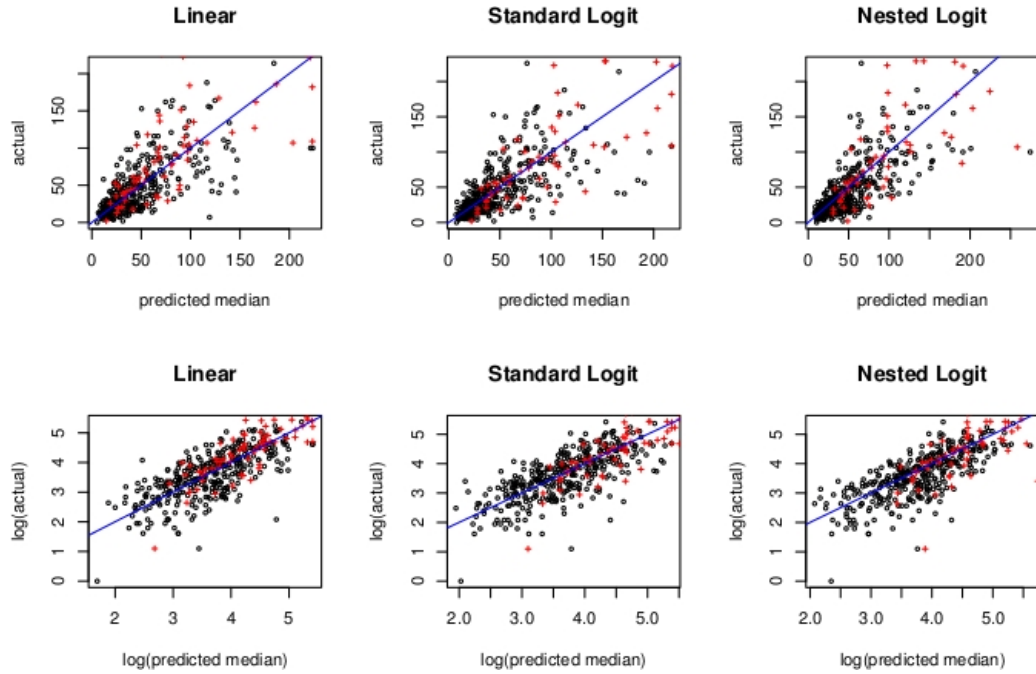 Linear
Standard Logit
Nested Logit
actual
0 50 150
0 50 100 150 200
predicted median
actual
0 50 150
0 50 100 150 200
predicted median
actual
0 50 150
0 50 100 200
predicted median
Linear
Standard Logit
Nested Logit
log(actual)
0 1 2 3 4 5
2 3 4 5
log(predicted median)
log(actual)
0 1 2 3 4 5
2.0 3.0 4.0 5.0
log(predicted median)
log(actual)
0 1 2 3 4 5
2.0 3.0 4.0 5.0
log(predicted median)